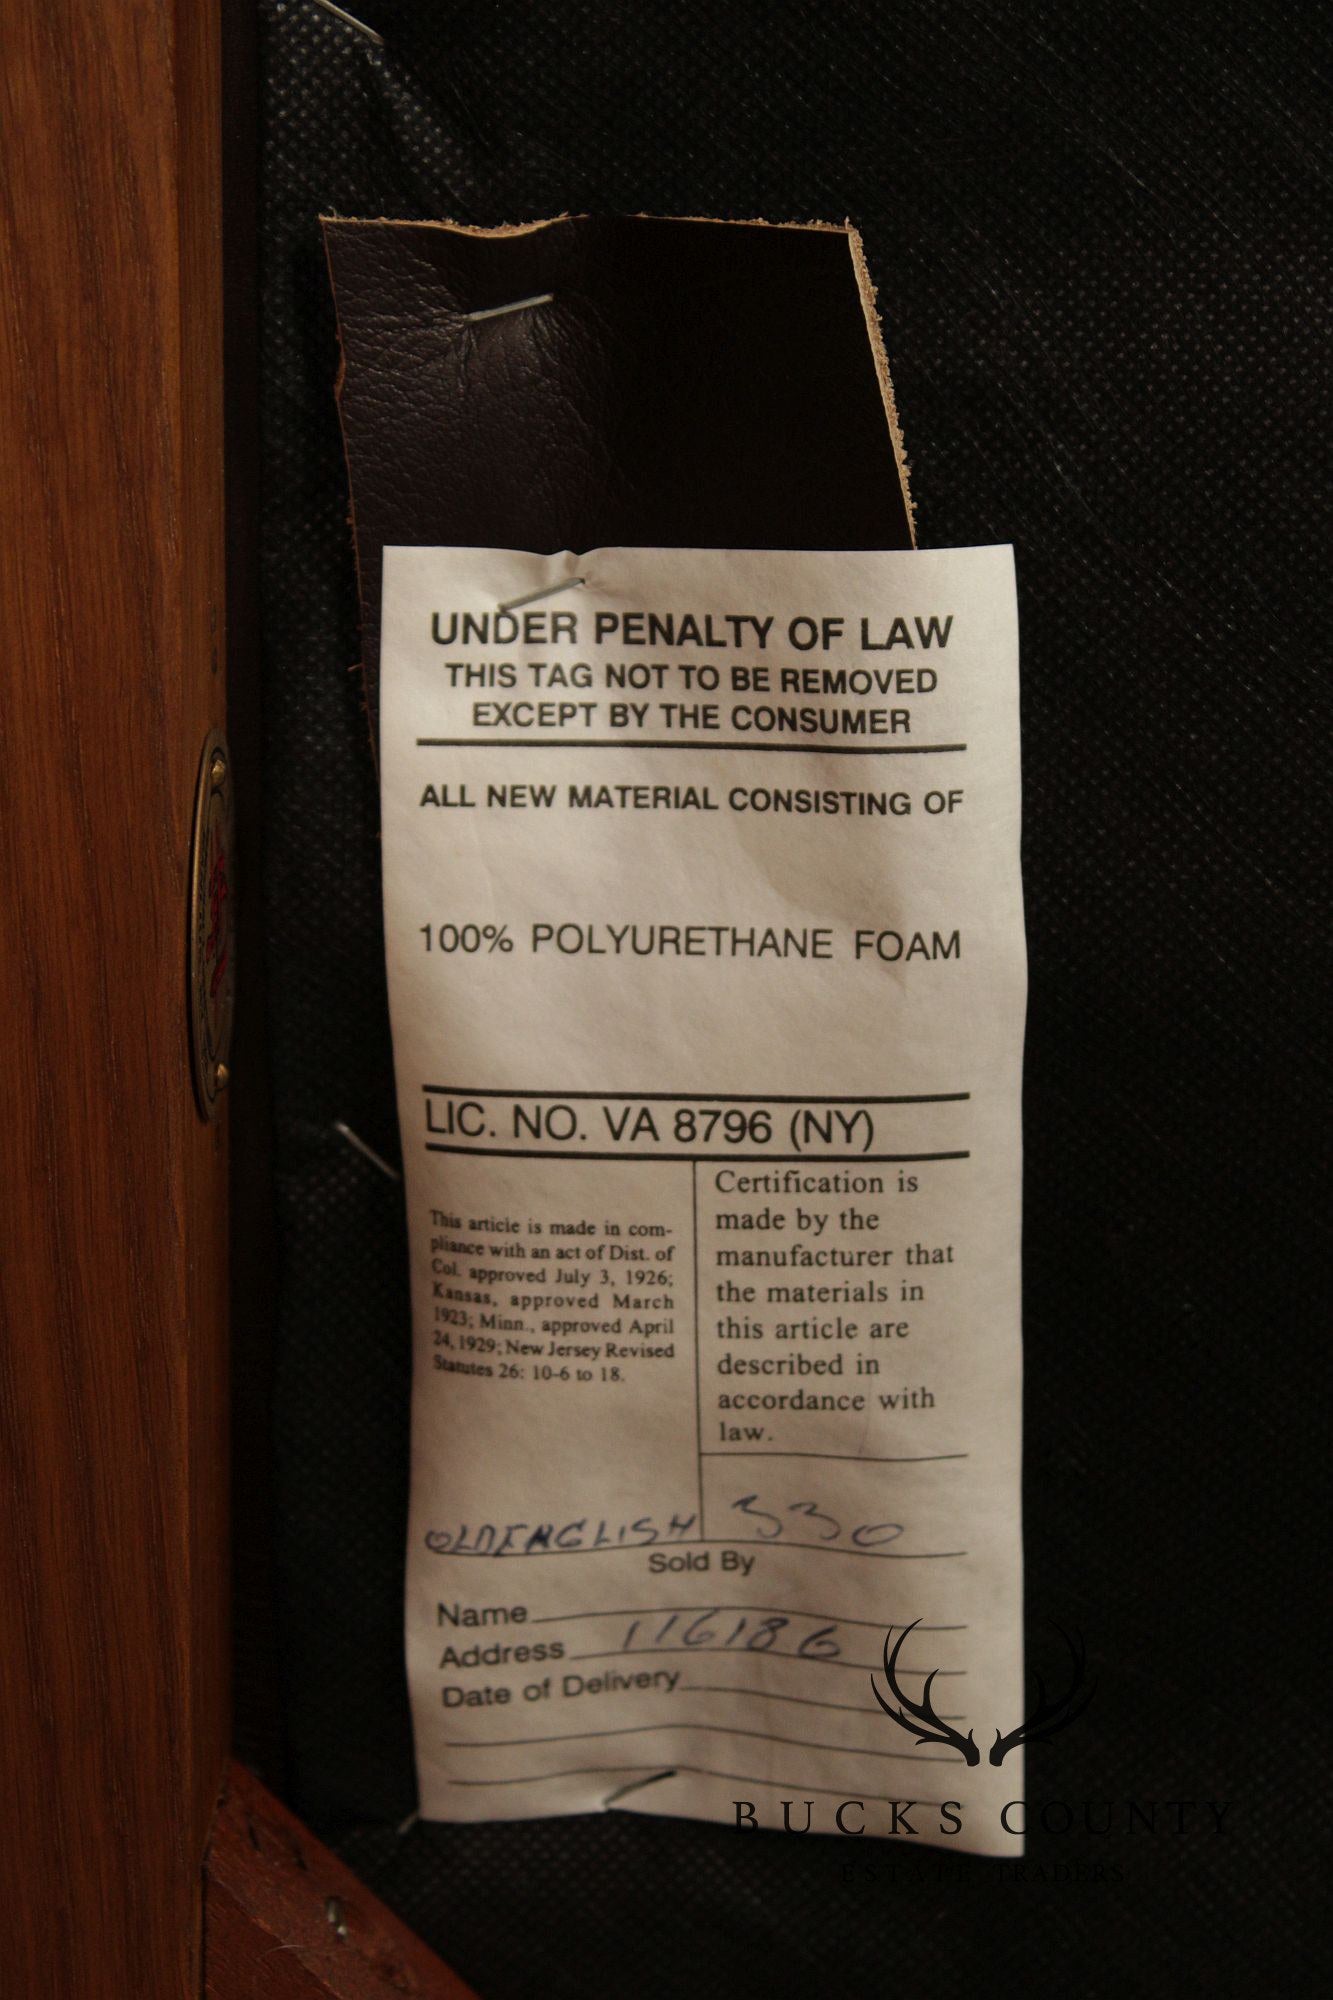 UNDER PENALTY OF LAW
THIS TAG NOT TO BE REMOVED
EXCEPT BY THE CONSUMER
ALL NEW MATERIAL CONSISTING OF
100% POLYURETHANE FOAM
LIC. NO. VA 8796 (NY)
This article is made in com-
pliance with an act of Dist. of
Col. approved July 3, 1926;
Kansas, approved March
1923; Minn., approved April
24, 1929; New Jersey Revised
Statutes 26: 10-6 to 18.
Certification is
made by the
manufacturer that
the materials in
this article are
described in
accordance with
law.
OLD ENGLISH 330
Sold By
Name
Address 116186
Date of Delivery
BUCKS COUNTY
ESTATE TRADERS